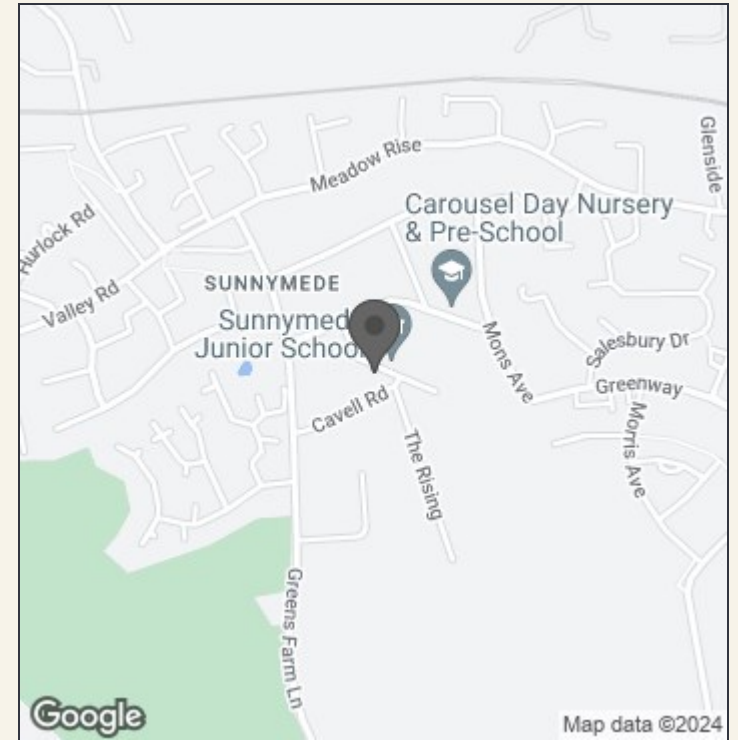 Glenside
Meadow Rise
Carousel Day Nursery
& Pre-School
Hurlock Rd
SUNNYMEDE
Valley Rd
Sunnymede
Junior School
Mons Ave
Salesbury Dr
Greenway
Cavell Rd
Morris Ave
The Rising
Greens Farm Ln
Google
Map data ©2024